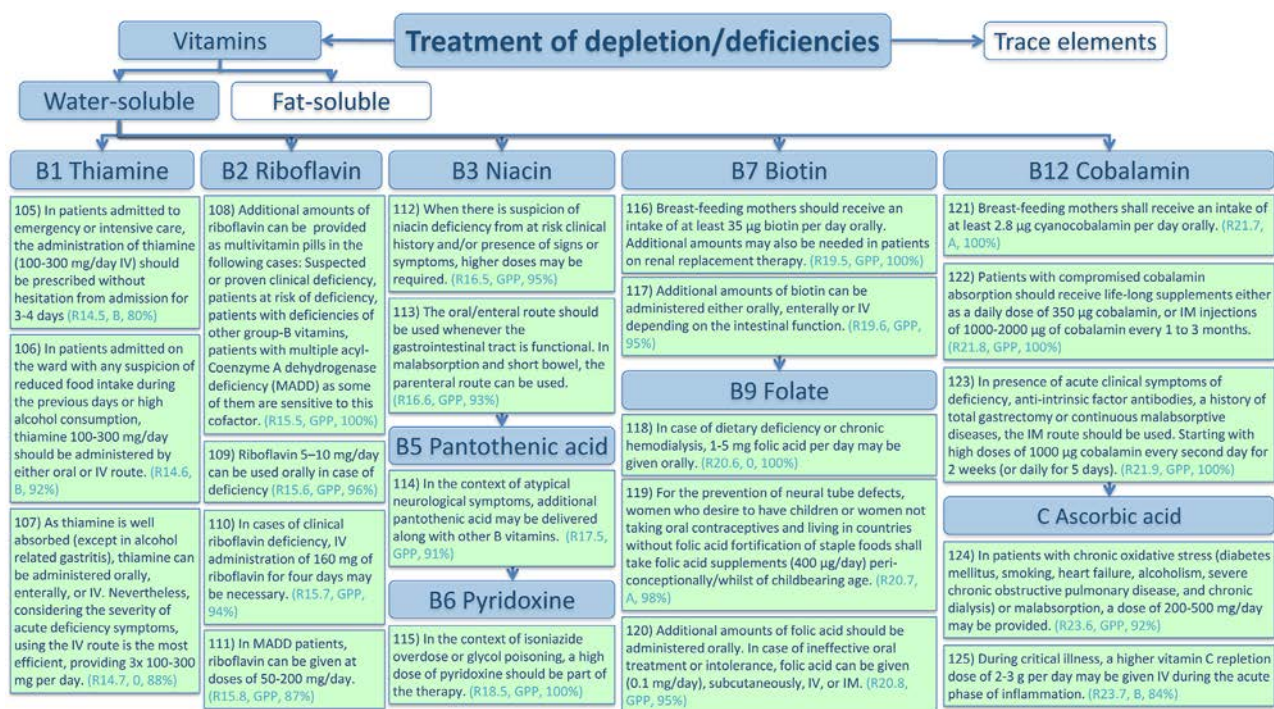 Treatment of depletion/deficiencies
Vitamins
Trace elements
Water-soluble
Fat-soluble
B1 Thiamine
105) In patients admitted to
emergency or intensive care,
the administration of thiamine
(100-300 mg/day IV) should
be prescribed without
hesitation from admission for
3-4 days (R14.5, B, 80%)
106) In patients admitted on
the ward with any suspicion of
reduced food intake during
the previous days or high
alcohol consumption,
thiamine 100-300 mg/day
should be administered by
either oral or IV route. (R14.6,
B, 92%)
107) As thiamine is well
absorbed (except in alcohol
related gastritis), thiamine can
be administered orally,
enterally, or IV. Nevertheless,
considering the severity of
acute deficiency symptoms,
using the IV route is the most
efficient, providing 3x 100-300
mg per day. (R14.7, 0, 88%)
B2 Riboflavin
108) Additional amounts of
riboflavin can be provided
as multivitamin pills in the
following cases: Suspected
or proven clinical deficiency,
patients at risk of deficiency,
patients with deficiencies of
other group-B vitamins,
patients with multiple acyl-
Coenzyme A dehydrogenase
deficiency (MADD) as some
of them are sensitive to this
cofactor. (R15.5, GPP, 100%)
109) Riboflavin 5–10 mg/day
can be used orally in case of
deficiency (R15.6, GPP, 96%)
110) In cases of clinical
riboflavin deficiency, IV
administration of 160 mg of
riboflavin for four days may
be necessary. (R15.7, GPP,
94%)
111) In MADD patients,
riboflavin can be given at
doses of 50-200 mg/day.
(R15.8, GPP, 87%)
B3 Niacin
112) When there is suspicion of
niacin deficiency from at risk clinical
history and/or presence of signs or
symptoms, higher doses may be
required. (R16.5, GPP, 95%)
113) The oral/enteral route should
be used whenever the
gastrointestinal tract is functional. In
malabsorption and short bowel, the
parenteral route can be used.
(R16.6, GPP, 93%)
B5 Pantothenic acid
114) In the context of atypical
neurological symptoms, additional
pantothenic acid may be delivered
along with other B vitamins. (R17.5,
GPP, 91%)
B6 Pyridoxine
115) In the context of isoniazide
overdose or glycol poisoning, a high
dose of pyridoxine should be part of
the therapy. (R18.5, GPP, 100%)
B7 Biotin
116) Breast-feeding mothers should receive an
intake of at least 35 µg biotin per day orally.
Additional amounts may also be needed in patients
on renal replacement therapy. (R19.5, GPP, 100%)
117) Additional amounts of biotin can be
administered either orally, enterally or IV
depending on the intestinal function. (R19.6, GPP,
95%)
B9 Folate
118) In case of dietary deficiency or chronic
hemodialysis, 1-5 mg folic acid per day may be
given orally. (R20.6, 0, 100%)
119) For the prevention of neural tube defects,
women who desire to have children or women not
taking oral contraceptives and living in countries
without folic acid fortification of staple foods shall
take folic acid supplements (400 µg/day) peri-
conceptionally/whilst of childbearing age. (R20.7,
A, 98%)
120) Additional amounts of folic acid should be
administered orally. In case of ineffective oral
treatment or intolerance, folic acid can be given
(0.1 mg/day), subcutaneously, IV, or IM. (R20.8,
GPP, 95%)
B12 Cobalamin
121) Breast-feeding mothers shall receive an intake of
at least 2.8 µg cyanocobalamin per day orally. (R21.7,
A, 100%)
122) Patients with compromised cobalamin
absorption should receive life-long supplements either
as a daily dose of 350 µg cobalamin, or IM injections
of 1000-2000 µg of cobalamin every 1 to 3 months.
(R21.8, GPP, 100%)
123) In presence of acute clinical symptoms of
deficiency, anti-intrinsic factor antibodies, a history of
total gastrectomy or continuous malabsorptive
diseases, the IM route should be used. Starting with
high doses of 1000 µg cobalamin every second day for
2 weeks (or daily for 5 days). (R21.9, GPP, 100%)
C Ascorbic acid
124) In patients with chronic oxidative stress (diabetes
mellitus, smoking, heart failure, alcoholism, severe
chronic obstructive pulmonary disease, and chronic
dialysis) or malabsorption, a dose of 200-500 mg/day
may be provided. (R23.6, GPP, 92%)
125) During critical illness, a higher vitamin C repletion
dose of 2-3 g per day may be given IV during the acute
phase of inflammation. (R23.7, B, 84%)